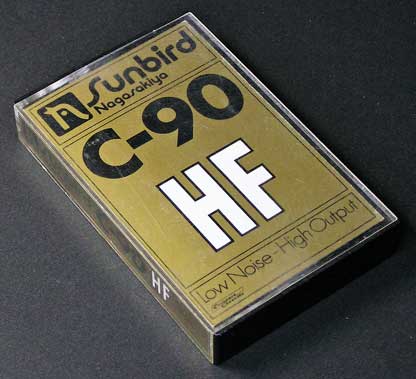 Sunbird
Nagasakiya
C-90
HF
Low Noise-High Output
HF